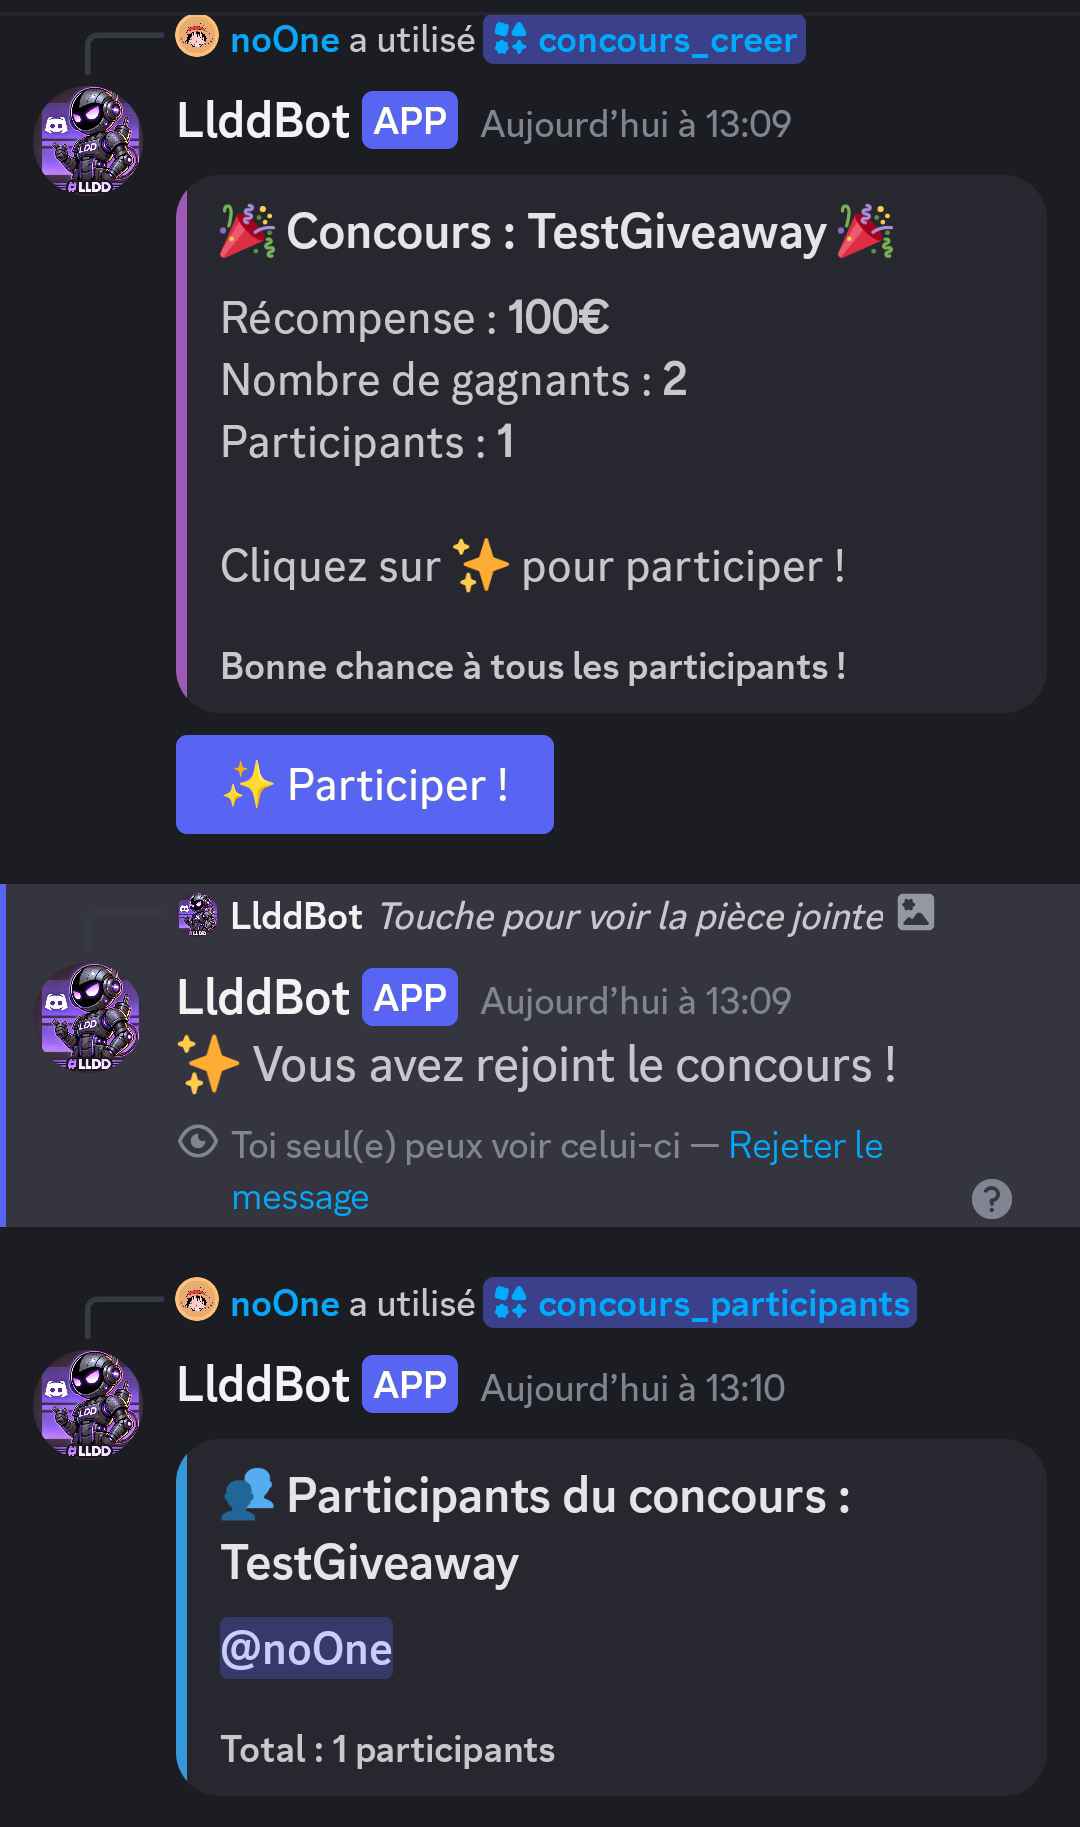 noOne a utilisé concours_creer
LlddBot APP Aujourd’hui à 13:09
🎉 Concours : TestGiveaway 🎉
Récompense : 100€
Nombre de gagnants : 2
Participants : 1
Cliquez sur ✨ pour participer !
Bonne chance à tous les participants !
✨ Participer !
LlddBot Touche pour voir la pièce jointe
LlddBot APP Aujourd’hui à 13:09
✨ Vous avez rejoint le concours !
Toi seul(e) peux voir celui-ci — Rejeter le
message
?
noOne a utilisé concours_participants
LlddBot APP Aujourd’hui à 13:10
👥 Participants du concours :
TestGiveaway
@noOne
Total : 1 participants